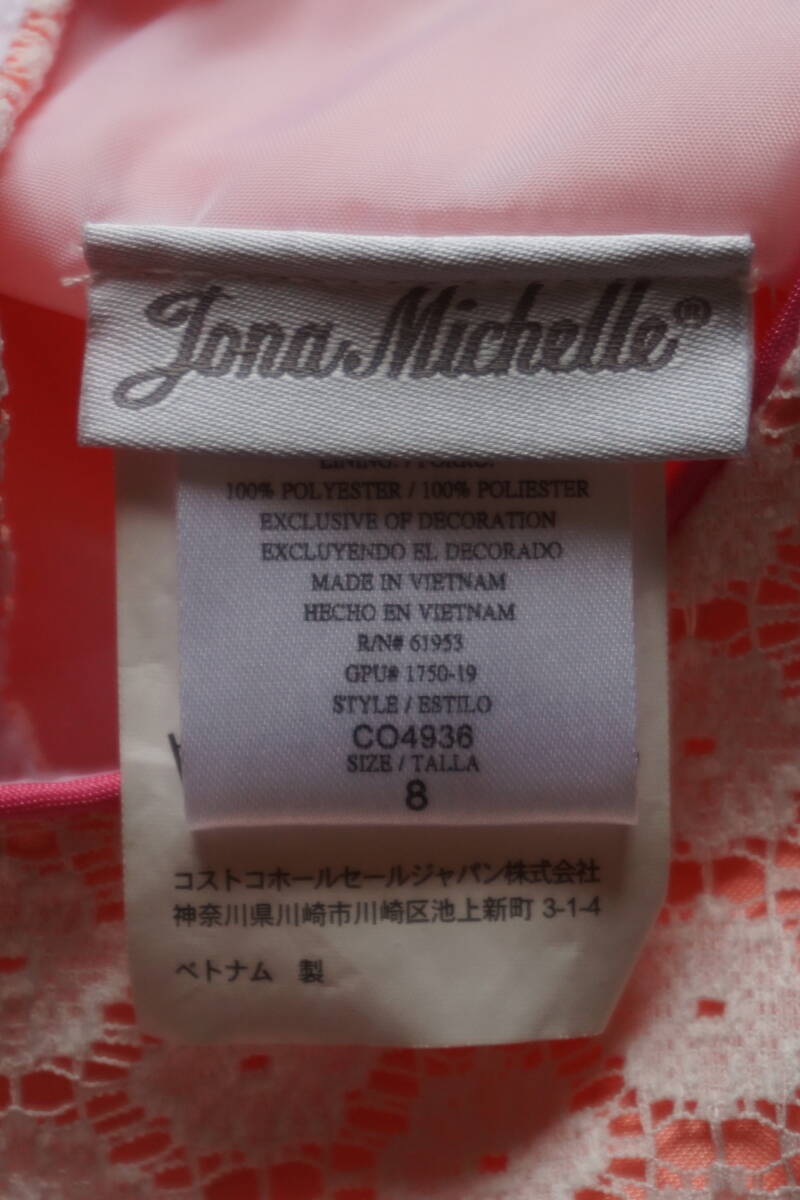 Jona Michelle®
LINING: / FORRO:
100% POLYESTER / 100% POLIESTER
EXCLUSIVE OF DECORATION
EXCLUYENDO EL DECORADO
MADE IN VIETNAM
HECHO EN VIETNAM
R/N# 61953
GPU# 1750-19
STYLE / ESTILO
CO4936
SIZE / TALLA
8
コストコホールセールジャパン株式会社
神奈川県川崎市川崎区池上新町 3-1-4
ベトナム 製